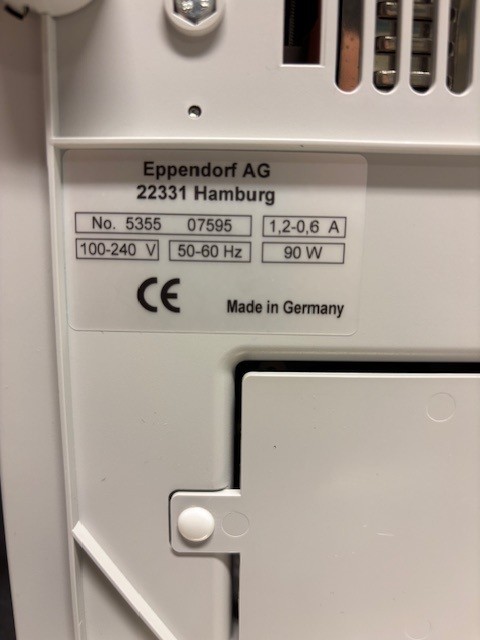 Eppendorf AG
22331 Hamburg
No. 5355 07595 1,2-0,6 A
100-240 V 50-60 Hz 90 W
CE Made in Germany